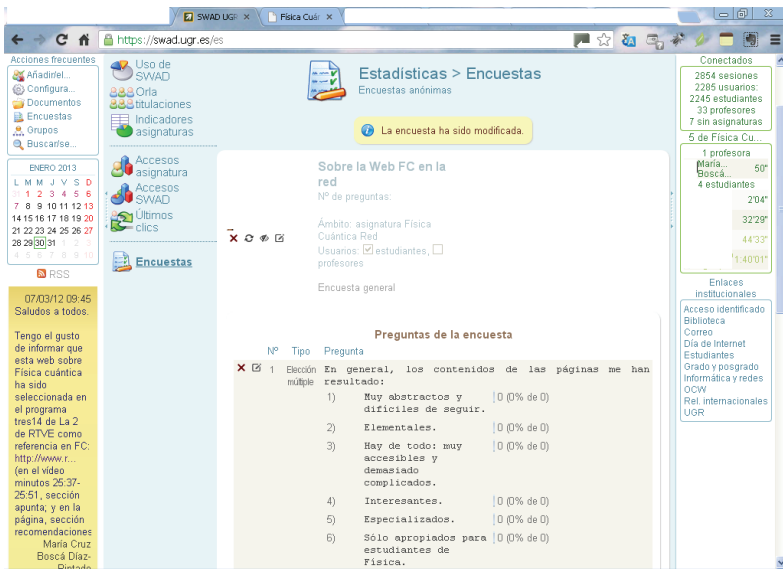 SWAD UGR
Física Cuár
https://swad.ugr.es/es
Acciones frecuentes
Añadir/el...
Configura...
Documentos
Encuestas
Grupos
Buscar/se...
ENERO 2013
L M M J V S D
31 1 2 3 4 5 6
7 8 9 10 11 12 13
14 15 16 17 18 19 20
21 22 23 24 25 26 27
28 29 30 31 1 2 3
4 5 6 7 8 9 10
RSS
07/03/12 09:45
Saludos a todos.
Tengo el gusto
de informar que
esta web sobre
Física cuántica
ha sido
seleccionada en
el programa
tres14 de La 2
de RTVE como
referencia en FC:
http://www.r...
(en el vídeo
minutos 25:37-
25:51, sección
apunta; y en la
página, sección
recomendaciones
María Cruz
Boscá Díaz-
Pintado
Uso de
SWAD
Orla
titulaciones
Indicadores
asignaturas
Accesos
asignatura
Accesos
SWAD
Últimos
clics
Encuestas
Estadísticas > Encuestas
Encuestas anónimas
La encuesta ha sido modificada.
Sobre la Web FC en la
red
Nº de preguntas:
Ámbito: asignatura Física
Cuántica Red
Usuarios: estudiantes,
profesores
Encuesta general
Preguntas de la encuesta
Nº Tipo Pregunta
1 Elección múltiple En general, los contenidos de las páginas me han
resultado:
1) Muy abstractos y 0 (0% de 0)
difíciles de seguir.
2) Elementales. 0 (0% de 0)
3) Hay de todo: muy 0 (0% de 0)
accesibles y
demasiado
complicados.
4) Interesantes. 0 (0% de 0)
5) Especializados. 0 (0% de 0)
6) Sólo apropiados para 0 (0% de 0)
estudiantes de
Física.
Conectados
2854 sesiones
2285 usuarios:
2245 estudiantes
33 profesores
7 sin asignaturas
5 de Física Cu...
1 profesora
María...
Boscá... 50"
4 estudiantes
2'04"
32'29"
44'33"
1:40'01"
Enlaces
institucionales
Acceso identificado
Biblioteca
Correo
Día de Internet
Estudiantes
Grado y posgrado
Informática y redes
OCW
Rel. internacionales
UGR